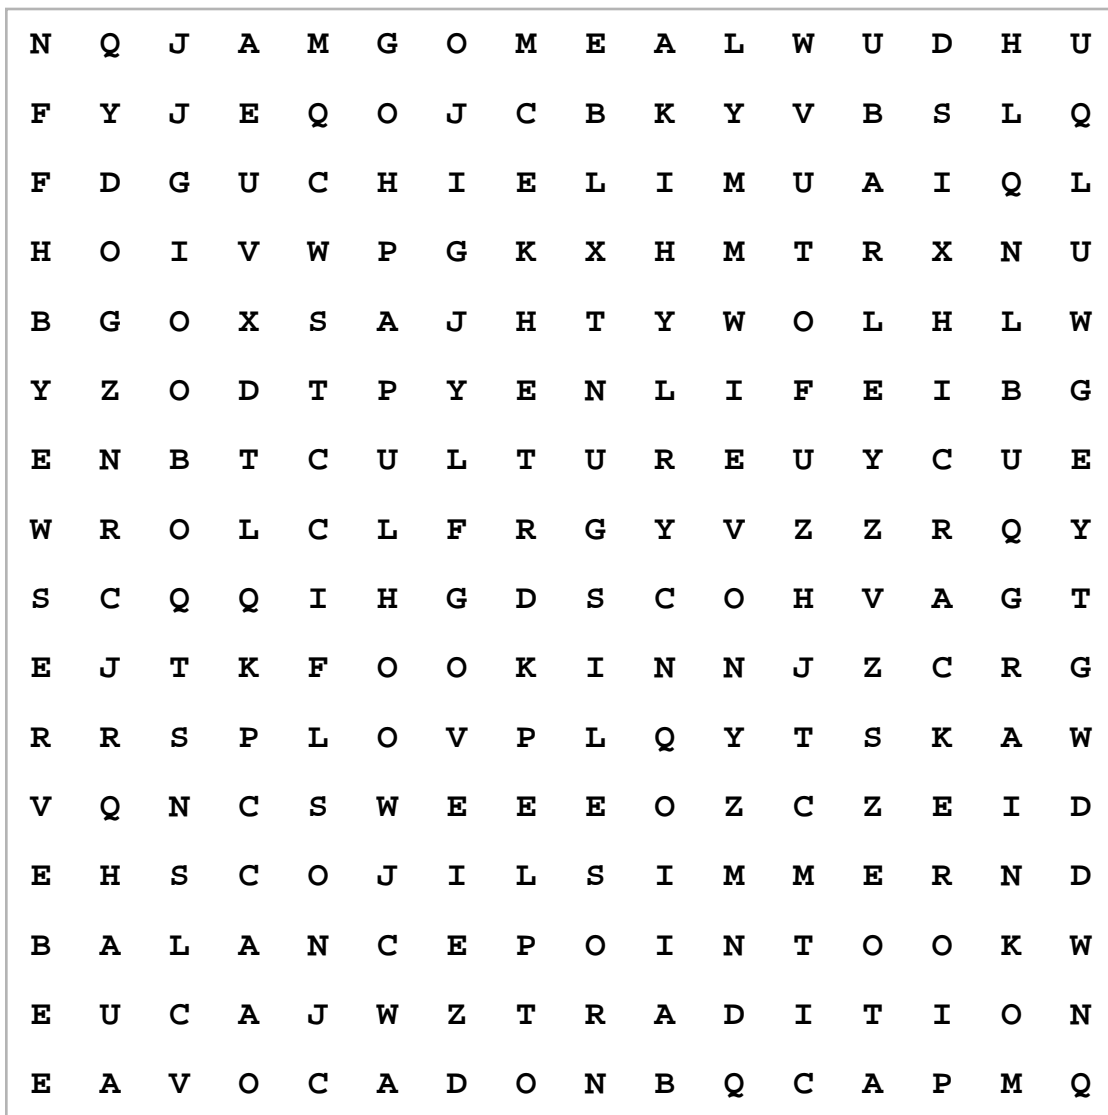 N Q J A M G O M E A L W U D H U
F Y J E Q O J C B K Y V B S L Q
F D G U C H I E L I M U A I Q L
H O I V W P G K X H M T R X N U
B G O X S A J H T Y W O L H L W
Y Z O D T P Y E N L I F E I B G
E N B T C U L T U R E U Y C U E
W R O L C L F R G Y V Z Z R Q Y
S C Q Q I H G D S C O H V A G T
E J T K F O O K I N N J Z C R G
R R S P L O V P L Q Y T S K A W
V Q N C S W E E E O Z C Z E I D
E H S C O J I L S I M M E R N D
B A L A N C E P O I N T O O K W
E U C A J W Z T R A D I T I O N
E A V O C A D O N B Q C A P M Q